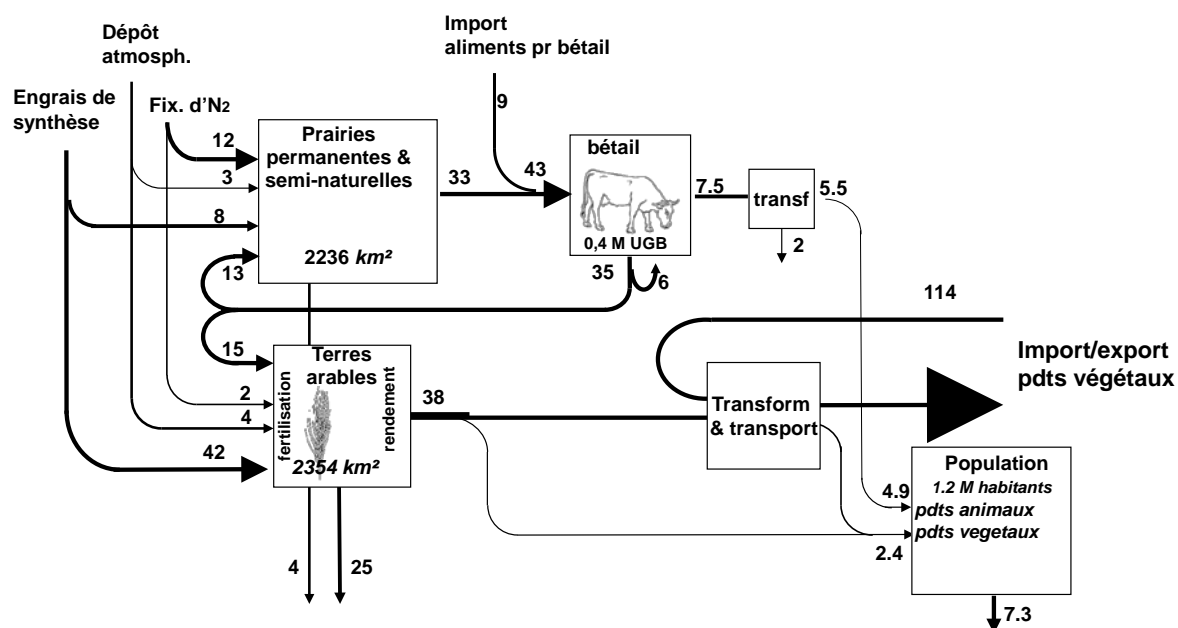 Dépôt
atmosph.
Import
aliments pr bétail
Engrais de
synthèse
Fix. d'N2
9
12
3
8
13
Prairies
permanentes &
semi-naturelles
2236 km²
33
43
bétail
0,4 M UGB
35
6
7.5
transf
5.5
2
114
Import/export
pdts végétaux
15
2
4
42
Terres
arables
fertilisation
rendement
2354 km²
38
Transform
& transport
4
25
Population
1.2 M habitants
pdts animaux
pdts vegetaux
4.9
2.4
7.3